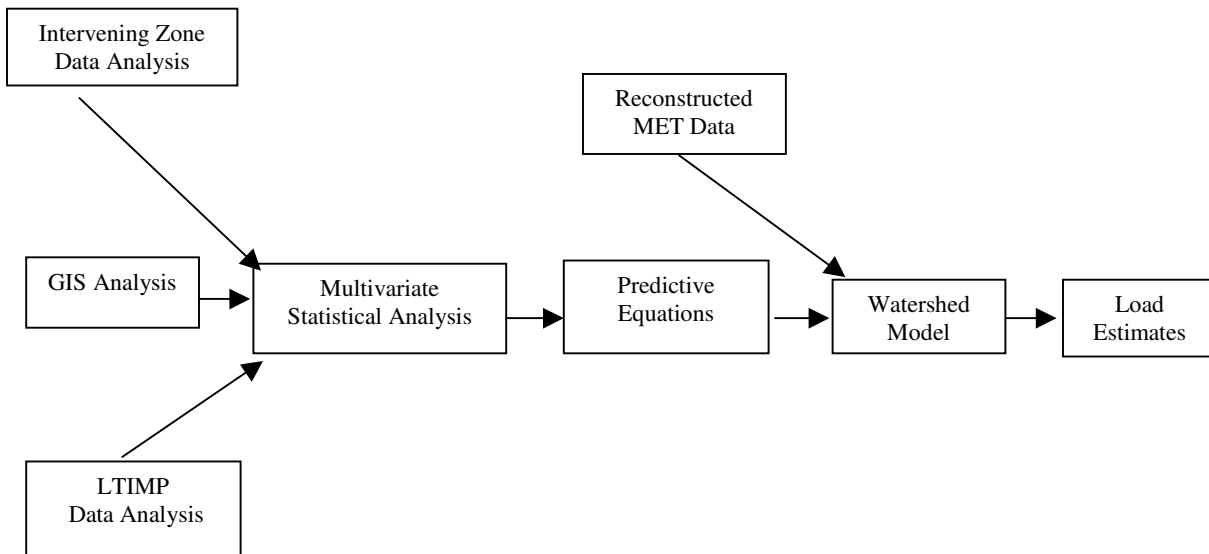 Intervening Zone
Data Analysis
Reconstructed
MET Data
GIS Analysis
Multivariate
Statistical Analysis
Predictive
Equations
Watershed
Model
Load
Estimates
LTIMP
Data Analysis